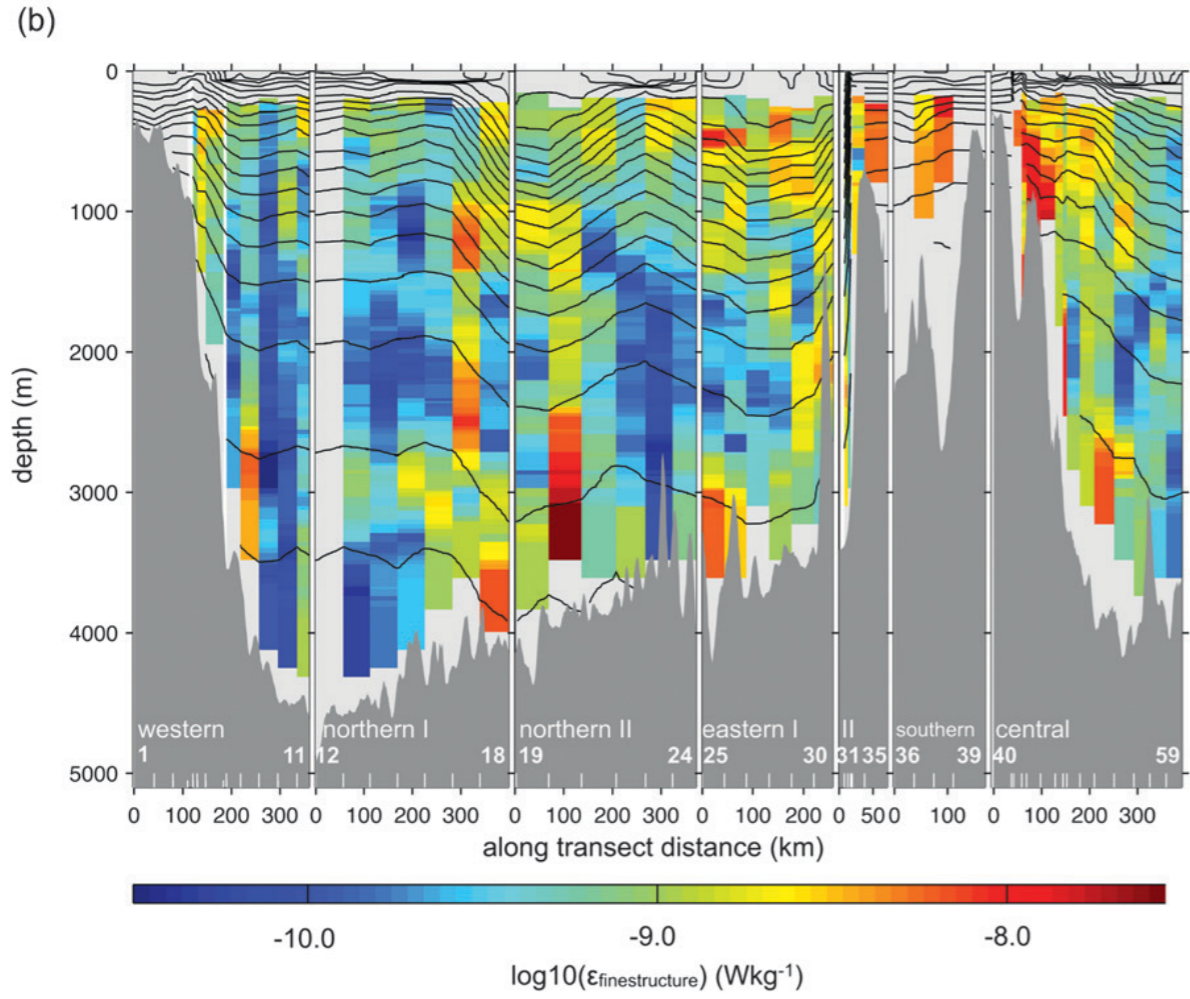 (b)
0
1000
2000
3000
4000
5000
depth (m)
western northern I northern II eastern I II southern central
1 11 12 18 19 24 25 30 31 35 36 39 40 59
0 100 200 300 0 100 200 300 0 100 200 300 0 100 200 0 50 0 100 0 100 200 300
along transect distance (km)
-10.0 -9.0 -8.0
log10(εfinestructure) (Wkg-1)